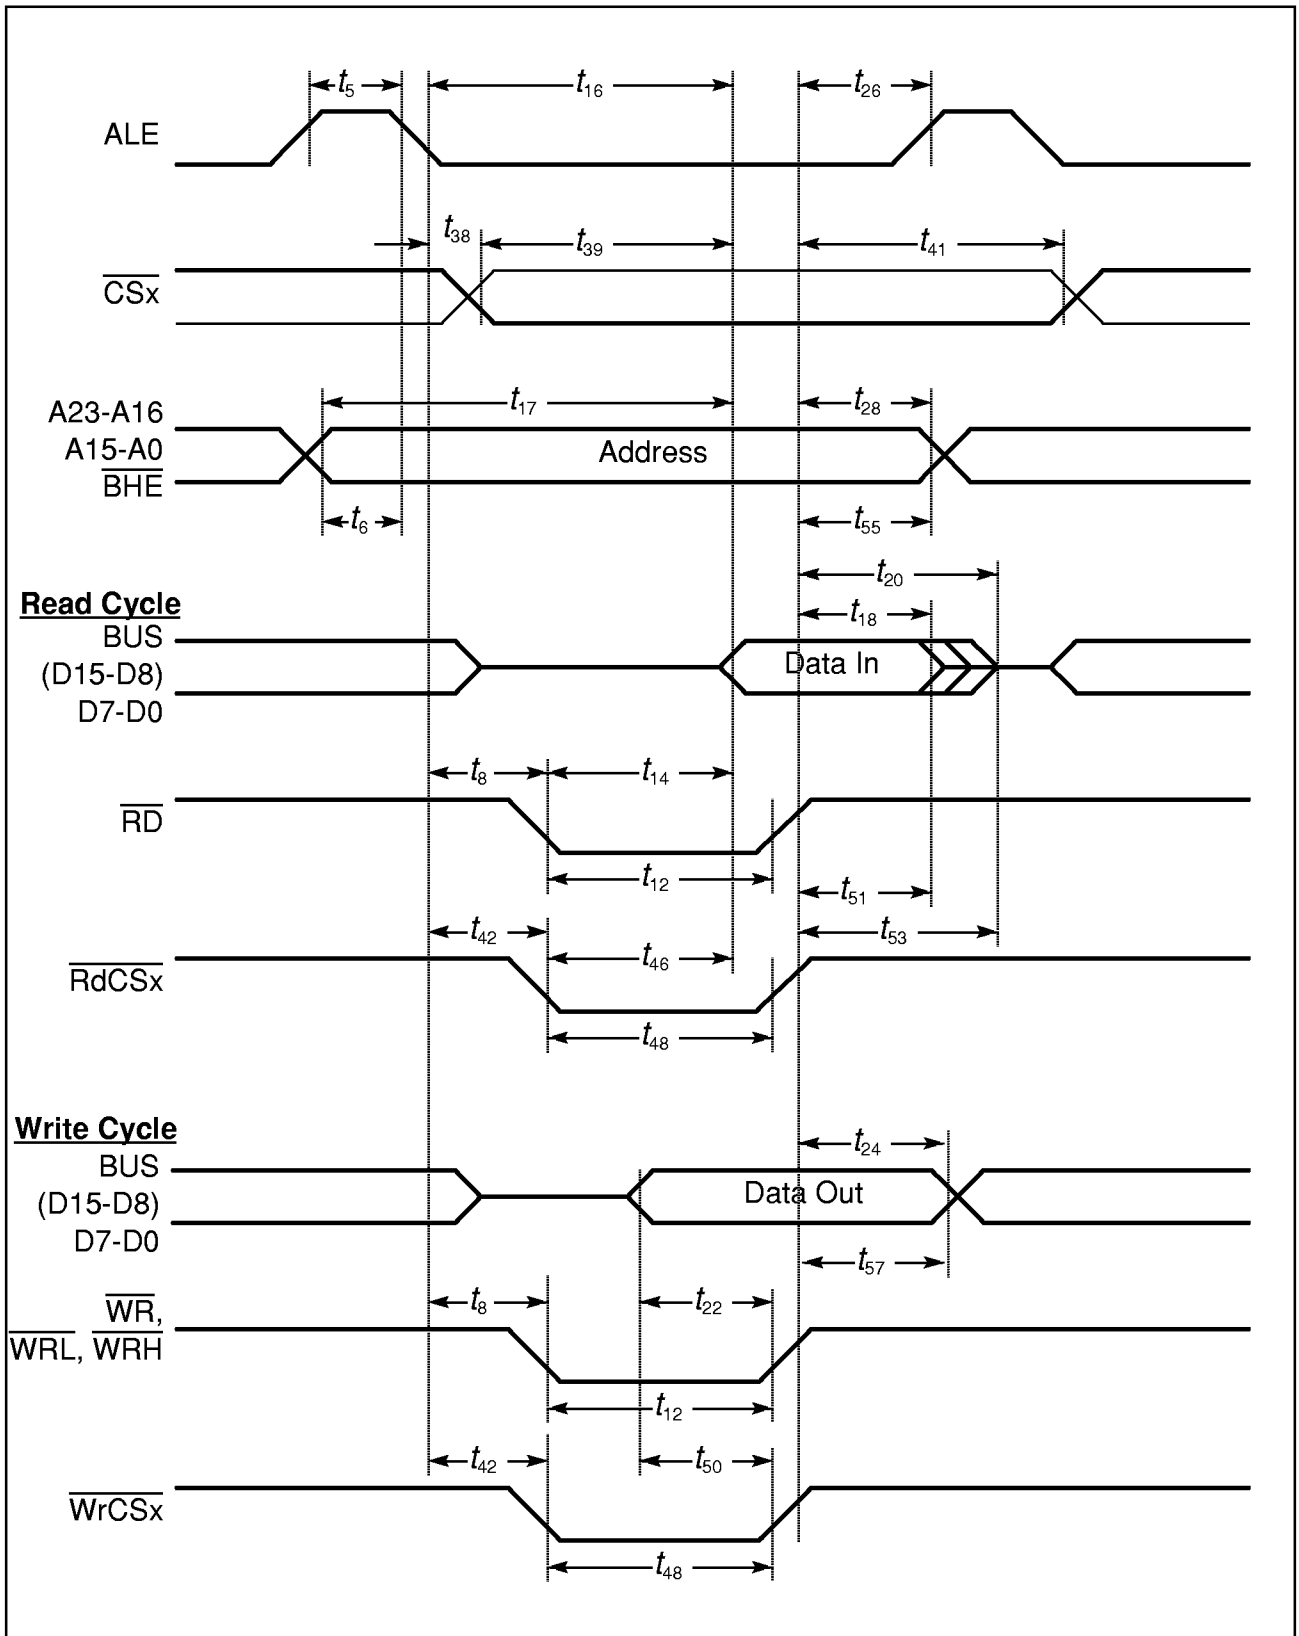 t5 t16 t26
ALE
t38 t39 t41
CSx
t17 t28
A23-A16
A15-A0
BHE
Address
t6 t55
t20
Read Cycle
t18
BUS
(D15-D8)
D7-D0
Data In
t8 t14
RD
t12
t51
t42 t53
t46
RdCSx
t48
Write Cycle
t24
BUS
(D15-D8)
D7-D0
Data Out
t57
t8 t22
WR,
WRL, WRH
t12
t42 t50
WrCSx
t48